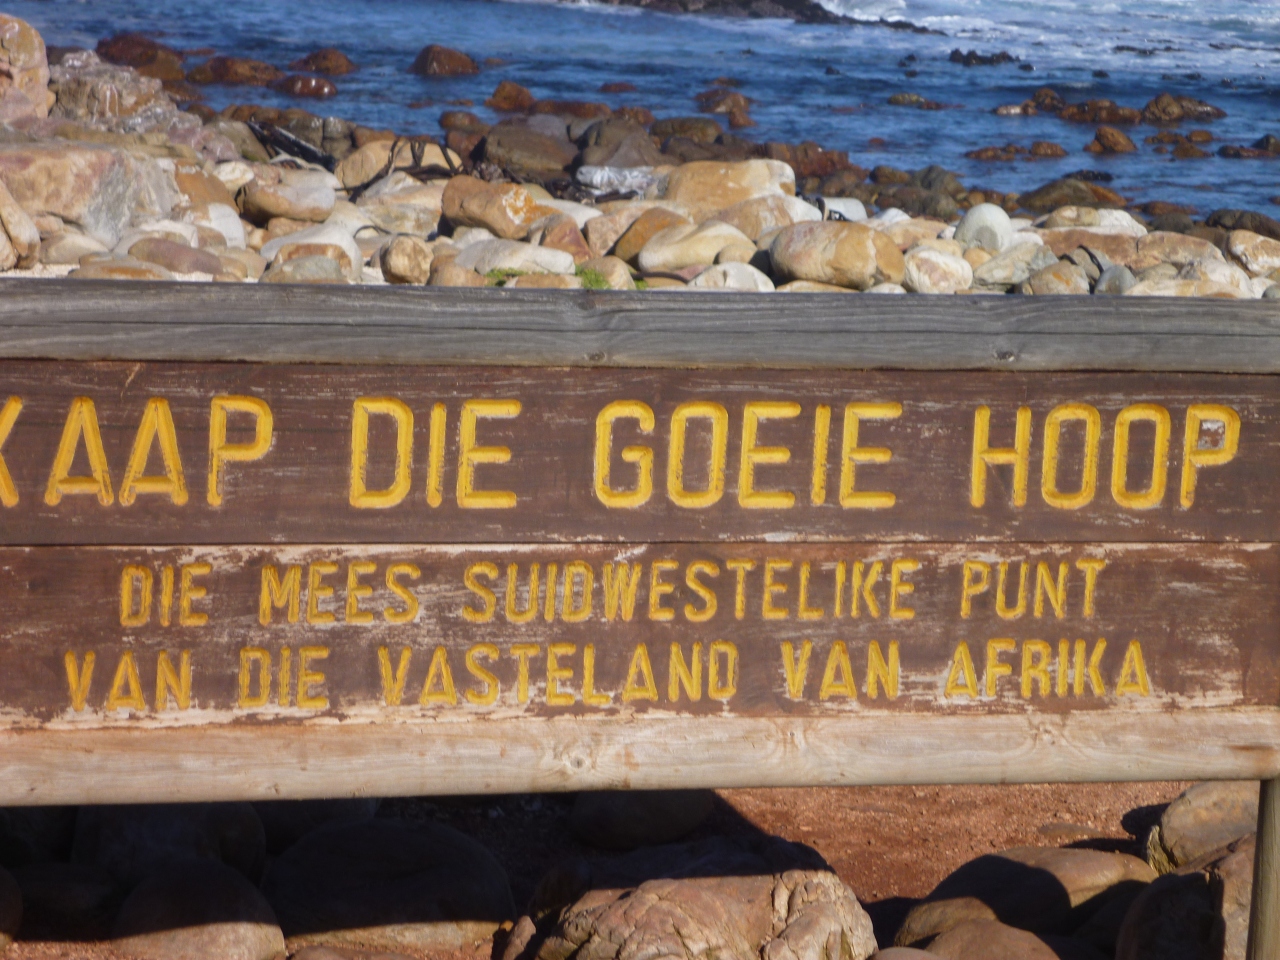 KAAP DIE GOEIE HOOP
DIE MEES SUIDWESTELIKE PUNT
VAN DIE VASTELAND VAN AFRIKA